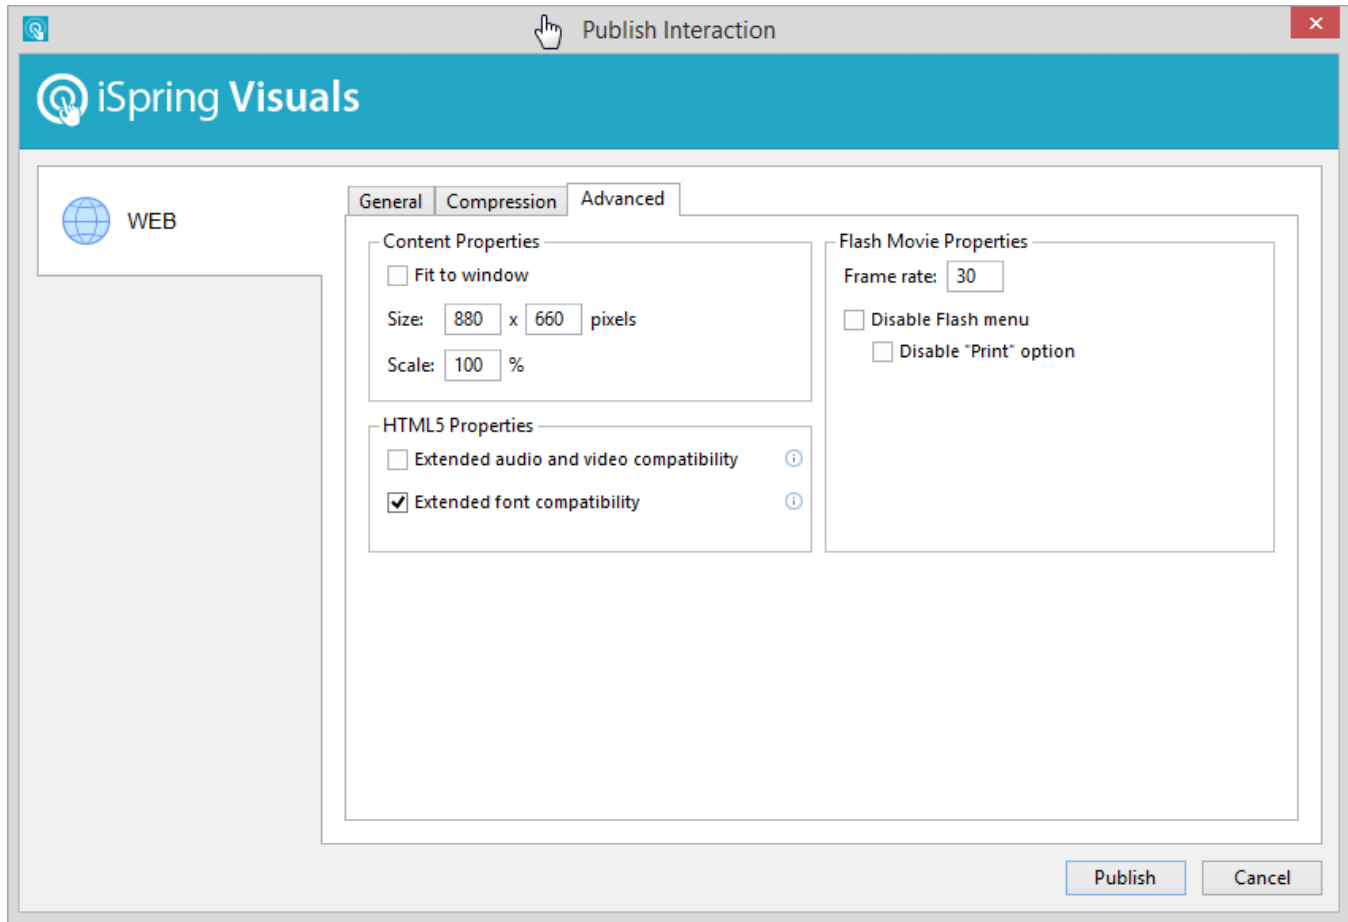 Publish Interaction
iSpring Visuals
WEB
General Compression Advanced
Content Properties
Fit to window
Size: 880 x 660 pixels
Scale: 100 %
HTML5 Properties
Extended audio and video compatibility
Extended font compatibility
Flash Movie Properties
Frame rate: 30
Disable Flash menu
Disable "Print" option
Publish Cancel